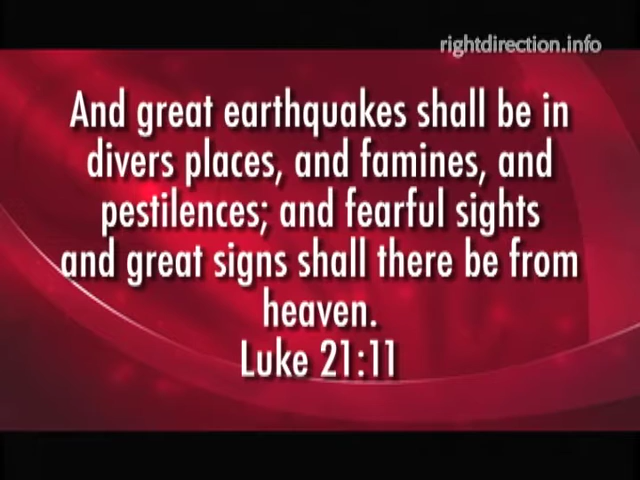 rightdirection.info
And great earthquakes shall be in
divers places, and famines, and
pestilences; and fearful sights
and great signs shall there be from
heaven.
Luke 21:11